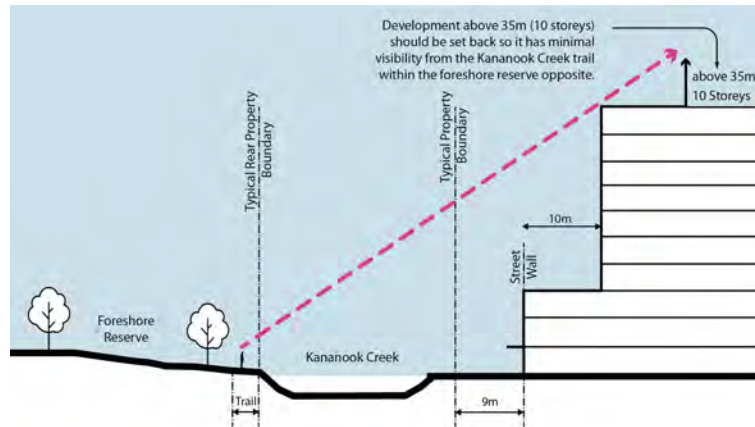 Development above 35m (10 storeys)
should be set back so it has minimal
visibility from the Kananook Creek trail
within the foreshore reserve opposite.
above 35m
10 Storeys
Typical Rear Property
Boundary
Typical Property
Boundary
10m
Street
Wall
Foreshore
Reserve
Kananook Creek
Trail
9m